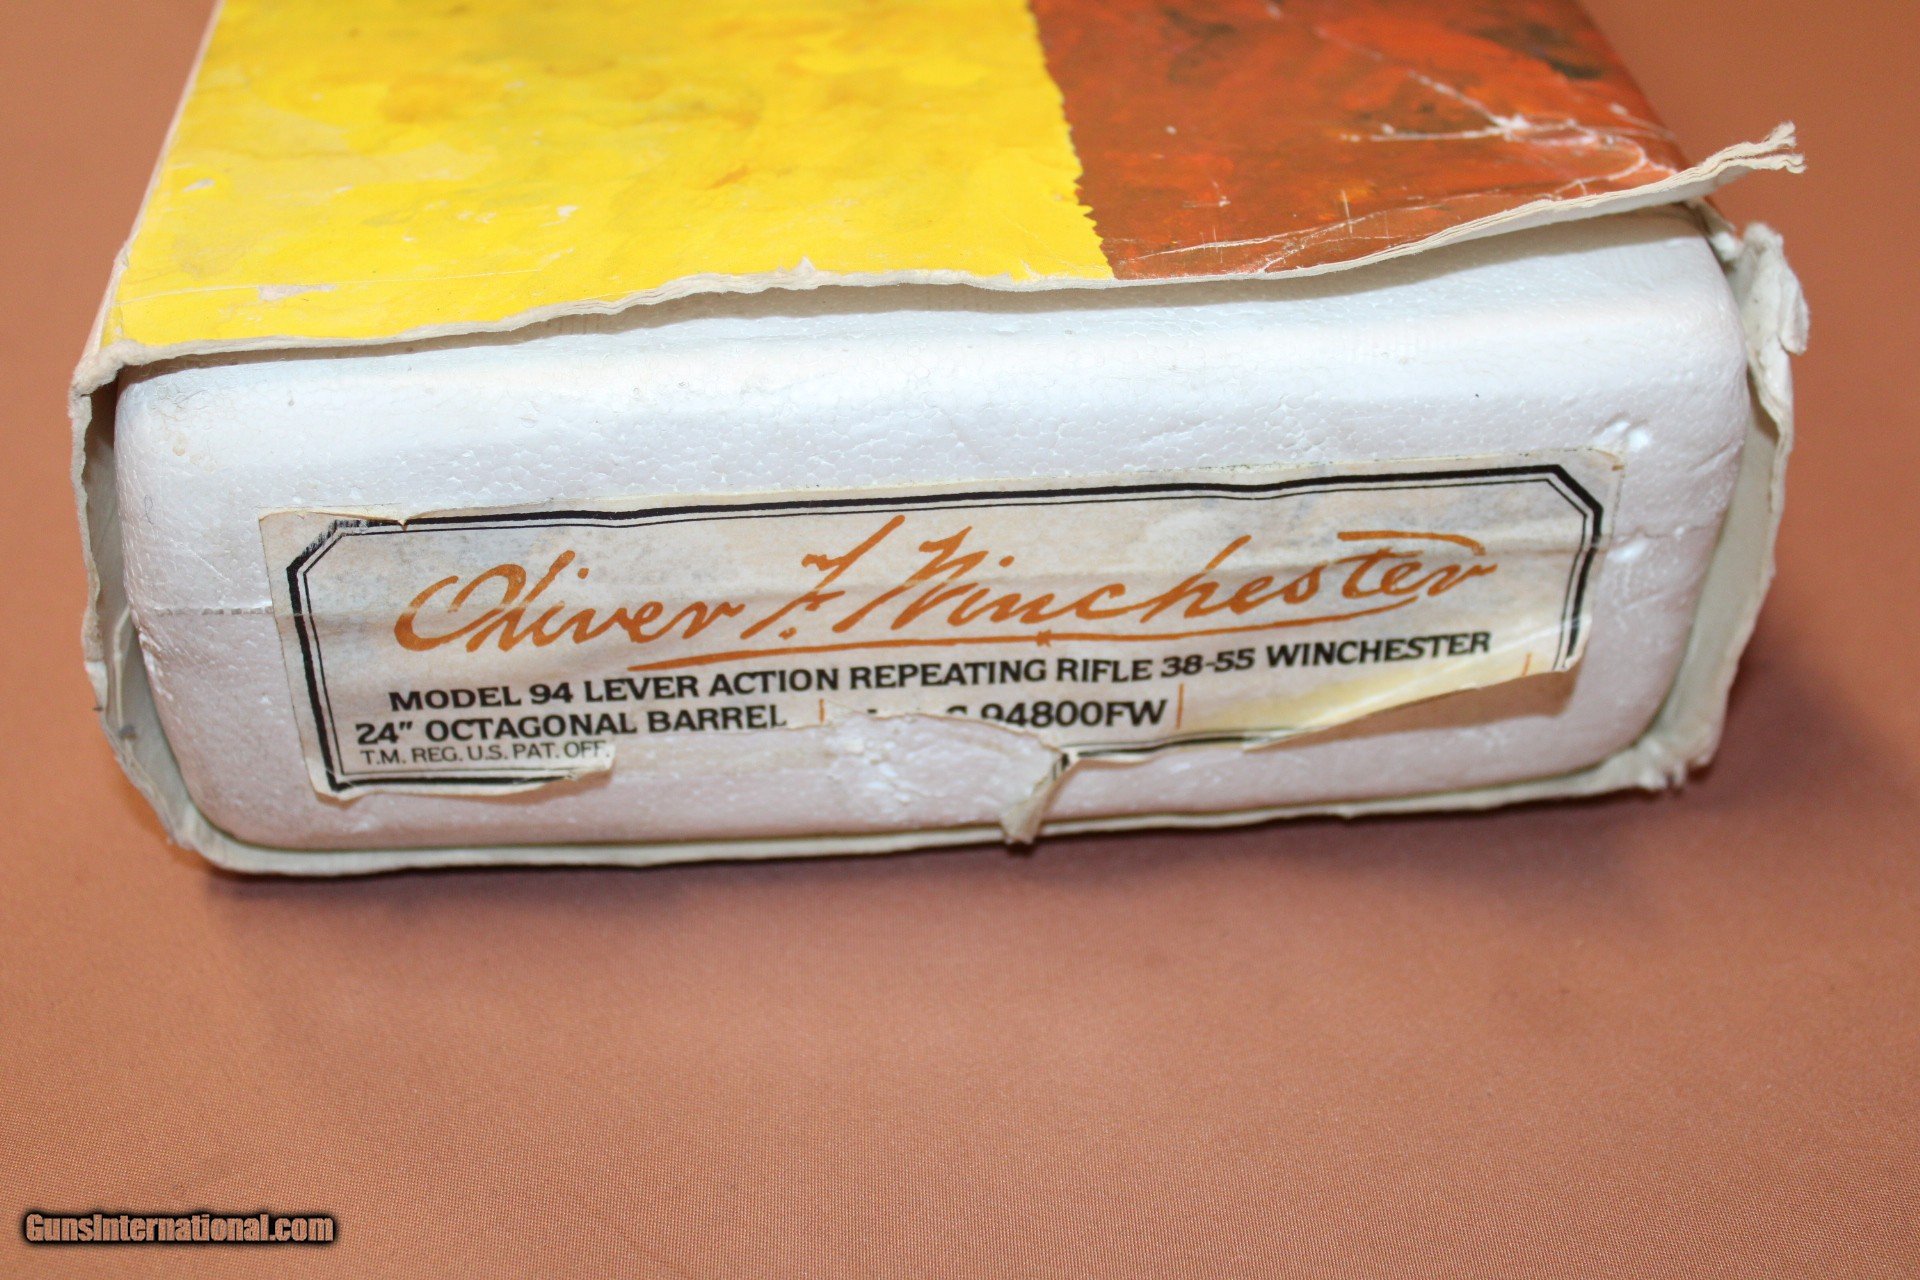 Oliver F. Winchester
MODEL 94 LEVER ACTION REPEATING RIFLE 38-55 WINCHESTER
24" OCTAGONAL BARREL 94800FW
T.M. REG. U.S. PAT. OFF.
GunsInternational.com